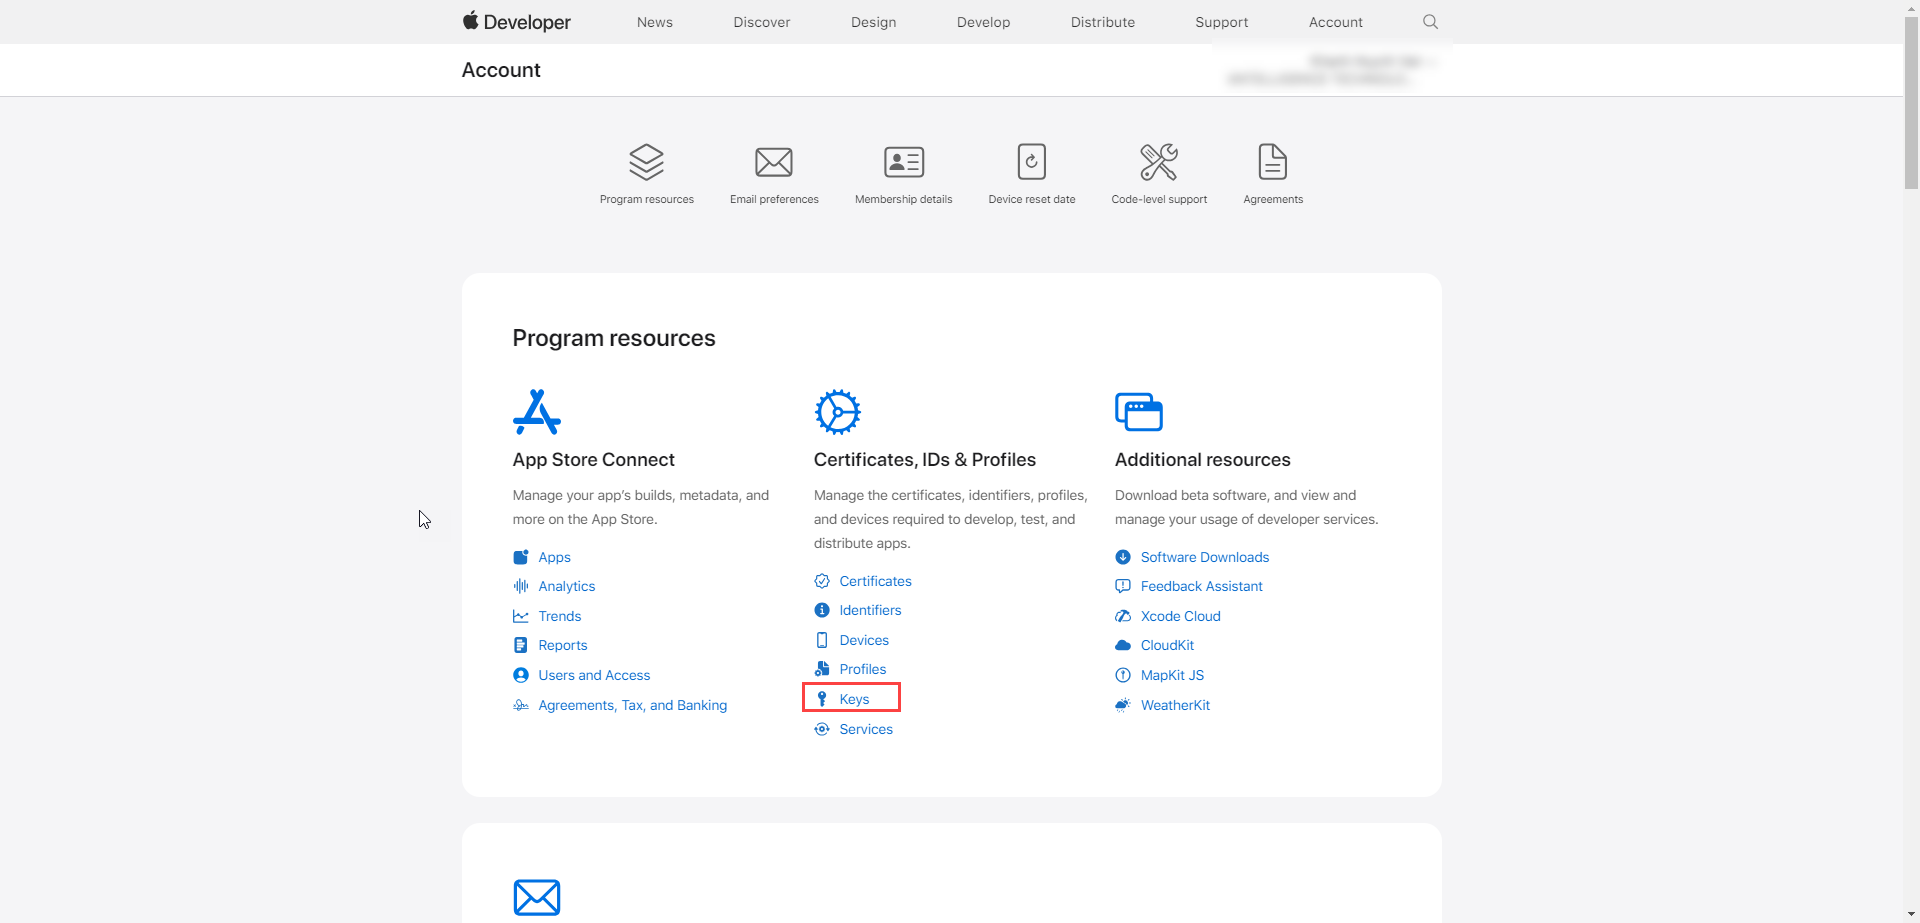 Developer
News
Discover
Design
Develop
Distribute
Support
Account
Account
Program resources
Email preferences
Membership details
Device reset date
Code-level support
Agreements
Program resources
App Store Connect
Manage your app’s builds, metadata, and
more on the App Store.
Apps
Analytics
Trends
Reports
Users and Access
Agreements, Tax, and Banking
Certificates, IDs & Profiles
Manage the certificates, identifiers, profiles,
and devices required to develop, test, and
distribute apps.
Certificates
Identifiers
Devices
Profiles
Keys
Services
Additional resources
Download beta software, and view and
manage your usage of developer services.
Software Downloads
Feedback Assistant
Xcode Cloud
CloudKit
MapKit JS
WeatherKit